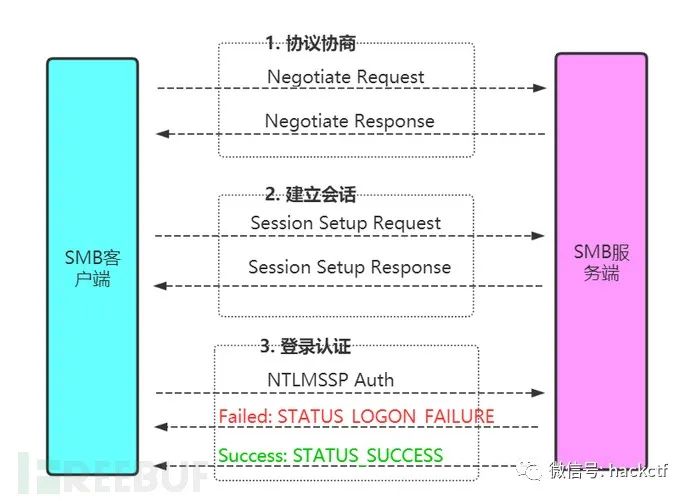 1. 协议协商
Negotiate Request
Negotiate Response
2. 建立会话
Session Setup Request
SMB客
户端
SMB服
务端
Session Setup Response
3. 登录认证
NTLMSSP Auth
Failed: STATUS_LOGON_FAILURE
Success: STATUS_SUCCESS
REEBUF
微信号: hackctf